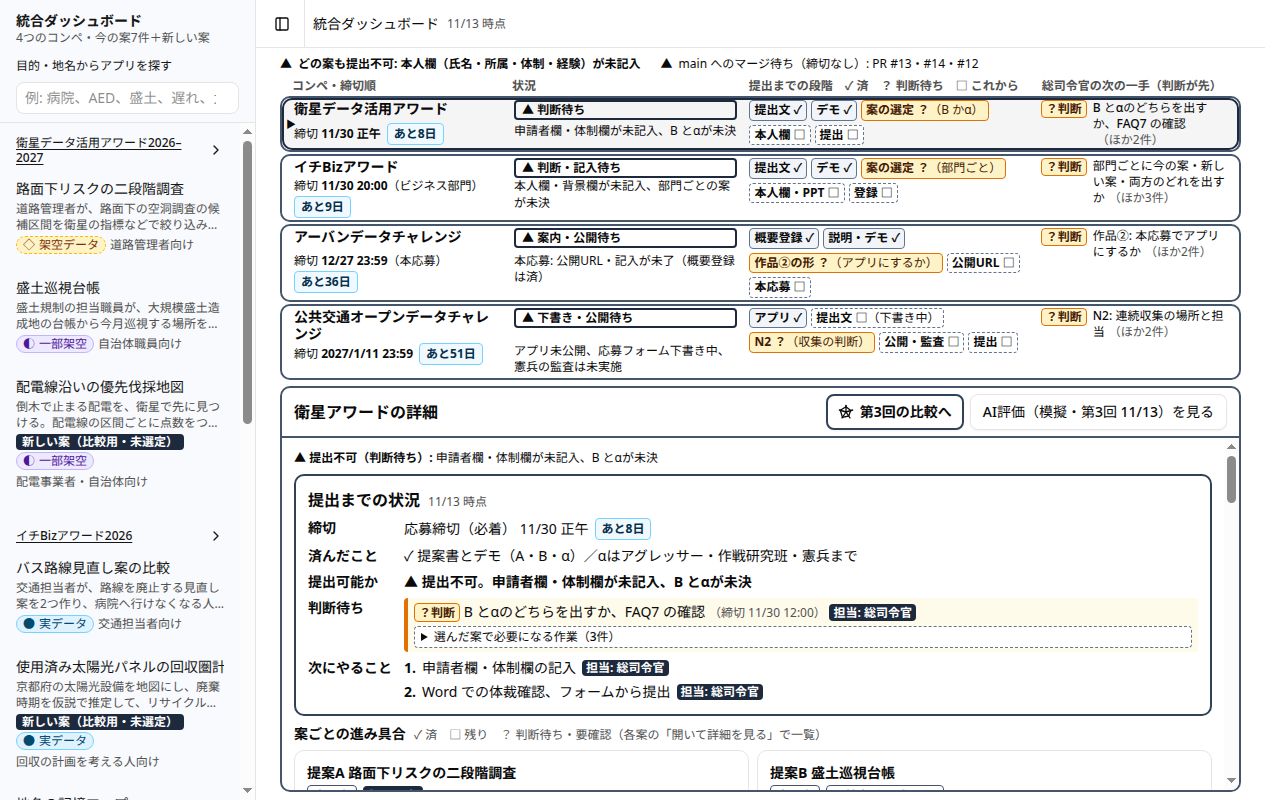 統合ダッシュボード
4つのコンペ・今の案7件＋新しい案
目的・地名からアプリを探す
例: 病院、AED、盛土、遅れ、
衛星データ活用アワード2026–
2027
路面下リスクの二段階調査
道路管理者が、路面下の空洞調査の候
補区間を衛星の指標などで絞り込み…
◇ 架空データ 道路管理者向け
盛土巡視台帳
盛土規制の担当職員が、大規模盛土造
成地の台帳から今月巡視する場所を…
◐ 一部架空 自治体職員向け
配電線沿いの優先伐採地図
倒木で止まる配電を、衛星で先に見つ
ける。配電線の区間ごとに点数をつ…
新しい案（比較用・未選定）
◐ 一部架空
配電事業者・自治体向け
イチBizアワード2026
バス路線見直し案の比較
交通担当者が、路線を廃止する見直し
案を2つ作り、病院へ行けなくなる人…
● 実データ 交通担当者向け
使用済み太陽光パネルの回収圏計
京都府の太陽光設備を地図にし、廃棄
時期を仮説で推定して、リサイクル…
新しい案（比較用・未選定）
● 実データ
回収の計画を考える人向け
統合ダッシュボード 11/13 時点
▲ どの案も提出不可: 本人欄（氏名・所属・体制・経験）が未記入 ▲ main へのマージ待ち（締切なし）: PR #13・#14・#12
コンペ・締切順 状況 提出までの段階 ✓ 済 ？ 判断待ち □ これから 総司令官の次の一手（判断が先）
▶ 衛星データ活用アワード
締切 11/30 正午 あと8日
▲ 判断待ち
申請者欄・体制欄が未記入、B とαが未決
提出文 ✓ デモ ✓ 案の選定 ？（B かα）
本人欄 □ 提出 □
？判断 B とαのどちらを出す
か、FAQ7 の確認
（ほか2件）
イチBizアワード
締切 11/30 20:00（ビジネス部門）
あと9日
▲ 判断・記入待ち
本人欄・背景欄が未記入、部門ごとの案
が未決
提出文 ✓ デモ ✓ 案の選定 ？（部門ごと）
本人欄・PPT □ 登録 □
？判断 部門ごとに今の案・新し
い案・両方のどれを出す
か （ほか3件）
アーバンデータチャレンジ
締切 12/27 23:59（本応募）
あと36日
▲ 案内・公開待ち
本応募: 公開URL・記入が未了（概要登録
は済）
概要登録 ✓ 説明・デモ ✓
作品②の形 ？（アプリにするか） 公開URL □
本応募 □
？判断 作品②: 本応募でアプリ
にするか （ほか2件）
公共交通オープンデータチャレ
ンジ
締切 2027/1/11 23:59 あと51日
▲ 下書き・公開待ち
アプリ未公開、応募フォーム下書き中、
憲兵の監査は未実施
アプリ ✓ 提出文 □（下書き中）
N2 ？（収集の判断） 公開・監査 □ 提出 □
？判断 N2: 連続収集の場所と担
当 （ほか2件）
衛星アワードの詳細 第3回の比較へ AI評価（模擬・第3回 11/13）を見る
▲ 提出不可（判断待ち）: 申請者欄・体制欄が未記入、B とαが未決
提出までの状況 11/13 時点
締切 応募締切（必着） 11/30 正午 あと8日
済んだこと ✓ 提案書とデモ（A・B・α）／αはアグレッサー・作戦研究班・憲兵まで
提出可能か ▲ 提出不可。申請者欄・体制欄が未記入、B とαが未決
判断待ち ？判断 B とαのどちらを出すか、FAQ7 の確認 （締切 11/30 12:00） 担当: 総司令官
▶ 選んだ案で必要になる作業（3件）
次にやること 1. 申請者欄・体制欄の記入 担当: 総司令官
2. Word での体裁確認、フォームから提出 担当: 総司令官
案ごとの進み具合 ✓ 済 □ 残り ？ 判断待ち・要確認（各案の「開いて詳細を見る」で一覧）
提案A 路面下リスクの二段階調査 提案B 盛土巡視台帳